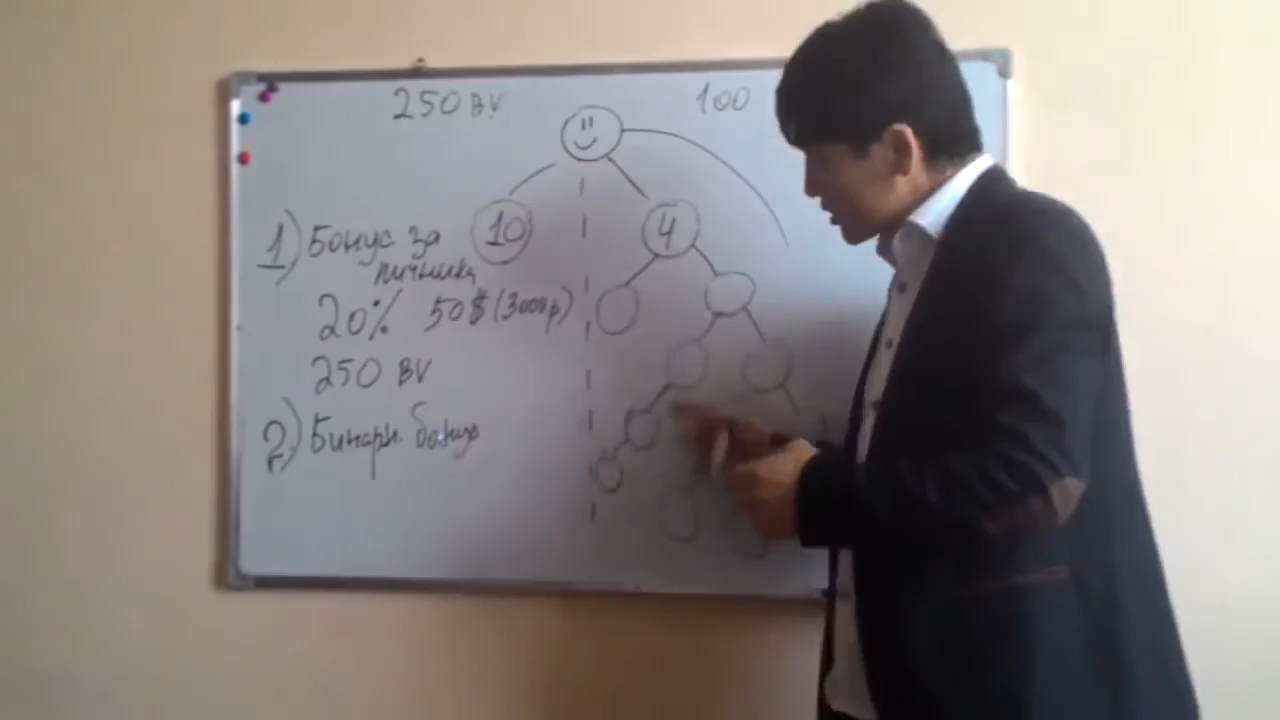 250 BV 100
10 4
1) Бонус за
личника
20% 50$ (3000р)
250 BV
2) Бинарн. бонус